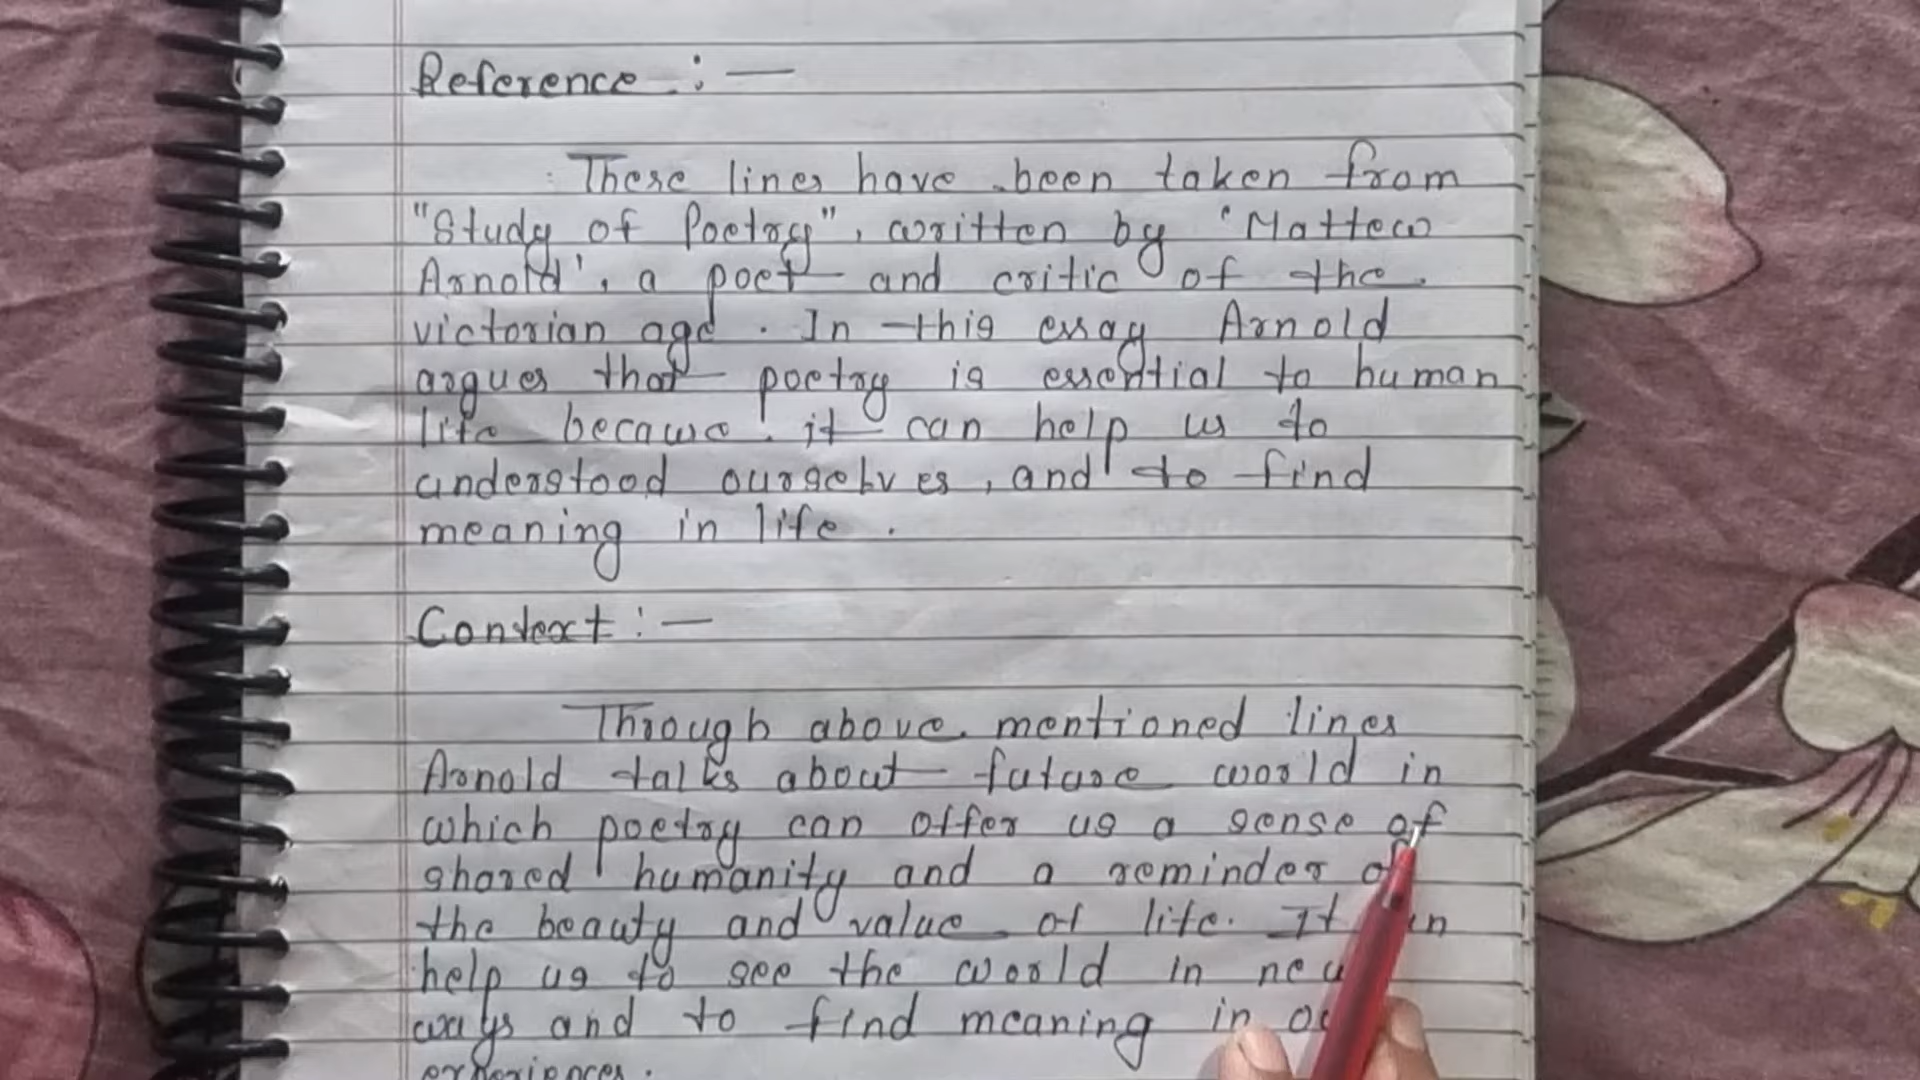 Reference :-
These lines have been taken from
"Study of Poetry", written by 'Mattew
Arnold', a poet and critic of the
victorian age. In this essay Arnold
argues that poetry is essential to human
life because it can help us to
understood ourselves, and to find
meaning in life.
Context :-
Through above mentioned lines
Arnold talks about future world in
which poetry can offer us a sense of
shared humanity and a reminder of
the beauty and value of life. It
help us to see the world in new
ways and to find meaning in
experiences.